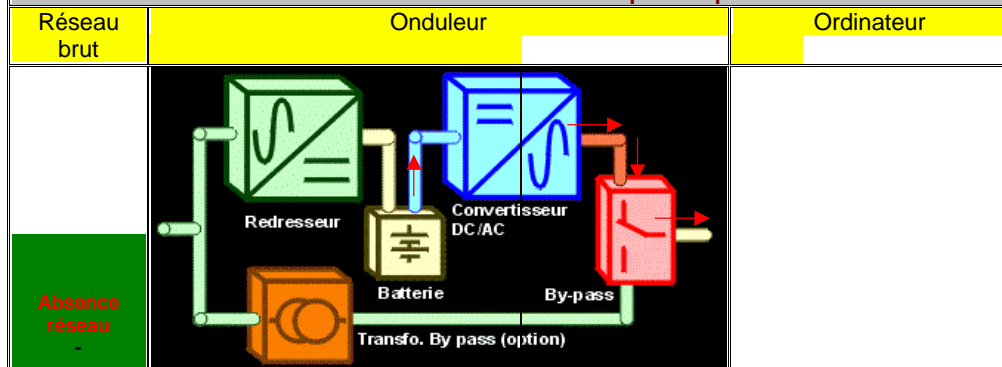 Réseau
brut
Onduleur
Ordinateur
Redresseur
Convertisseur
DC/AC
Batterie
By-pass
Absence
réseau
-
Transfo. By pass (option)